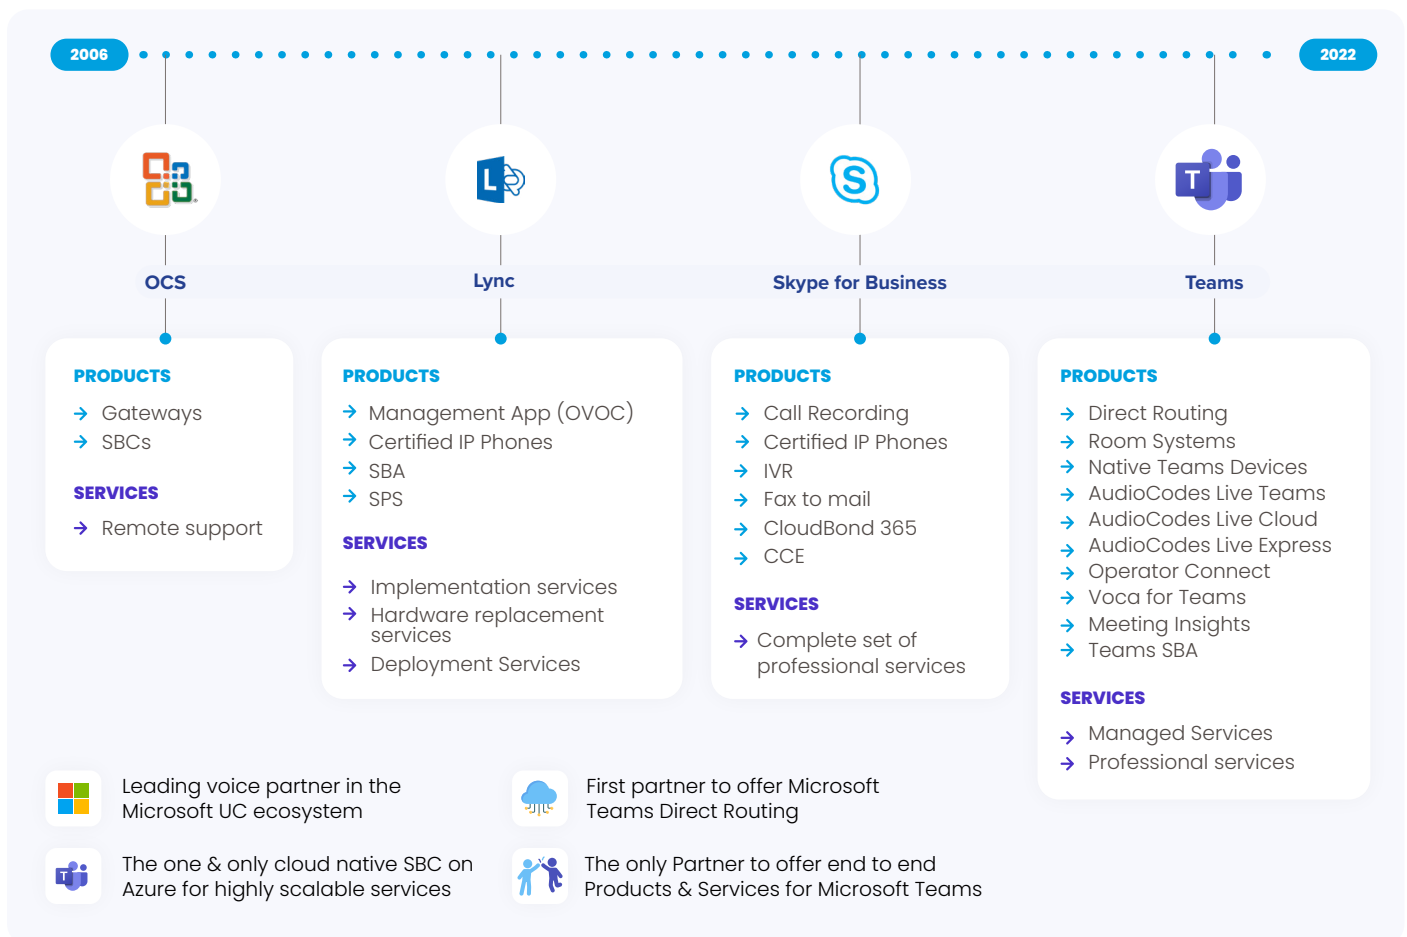 2006
2022
L
S
T
OCS
Lync
Skype for Business
Teams
PRODUCTS
Gateways
SBCs
SERVICES
Remote support
PRODUCTS
Management App (OVOC)
Certified IP Phones
SBA
SPS
SERVICES
Implementation services
Hardware replacement
services
Deployment Services
PRODUCTS
Call Recording
Certified IP Phones
IVR
Fax to mail
CloudBond 365
CCE
SERVICES
Complete set of
professional services
PRODUCTS
Direct Routing
Room Systems
Native Teams Devices
AudioCodes Live Teams
AudioCodes Live Cloud
AudioCodes Live Express
Operator Connect
Voca for Teams
Meeting Insights
Teams SBA
SERVICES
Managed Services
Professional services
Leading voice partner in the
Microsoft UC ecosystem
First partner to offer Microsoft
Teams Direct Routing
T
The one & only cloud native SBC on
Azure for highly scalable services
The only Partner to offer end to end
Products & Services for Microsoft Teams